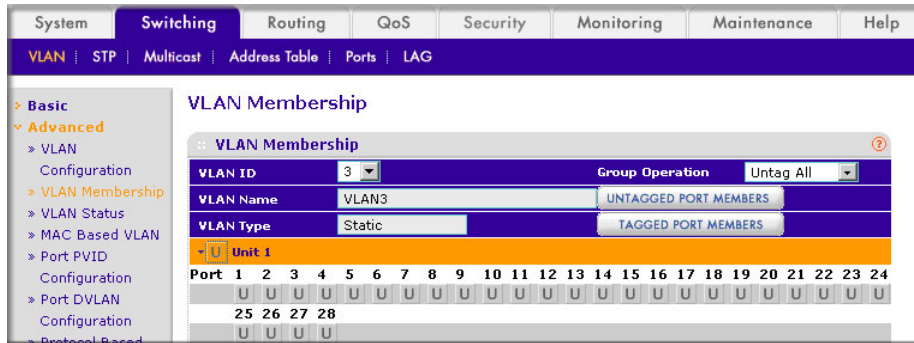 System Switching Routing QoS Security Monitoring Maintenance Help
VLAN STP Multicast Address Table Ports LAG
Basic
Advanced
» VLAN
Configuration
» VLAN Membership
» VLAN Status
» MAC Based VLAN
» Port PVID
Configuration
» Port DVLAN
Configuration
» Protocol Based
VLAN Membership
VLAN Membership ?
VLAN ID 3 Group Operation Untag All
VLAN Name VLAN3 UNTAGGED PORT MEMBERS
VLAN Type Static TAGGED PORT MEMBERS
U Unit 1
Port 1 2 3 4 5 6 7 8 9 10 11 12 13 14 15 16 17 18 19 20 21 22 23 24
U U U U U U U U U U U U U U U U U U U U U U U U
25 26 27 28
U U U U